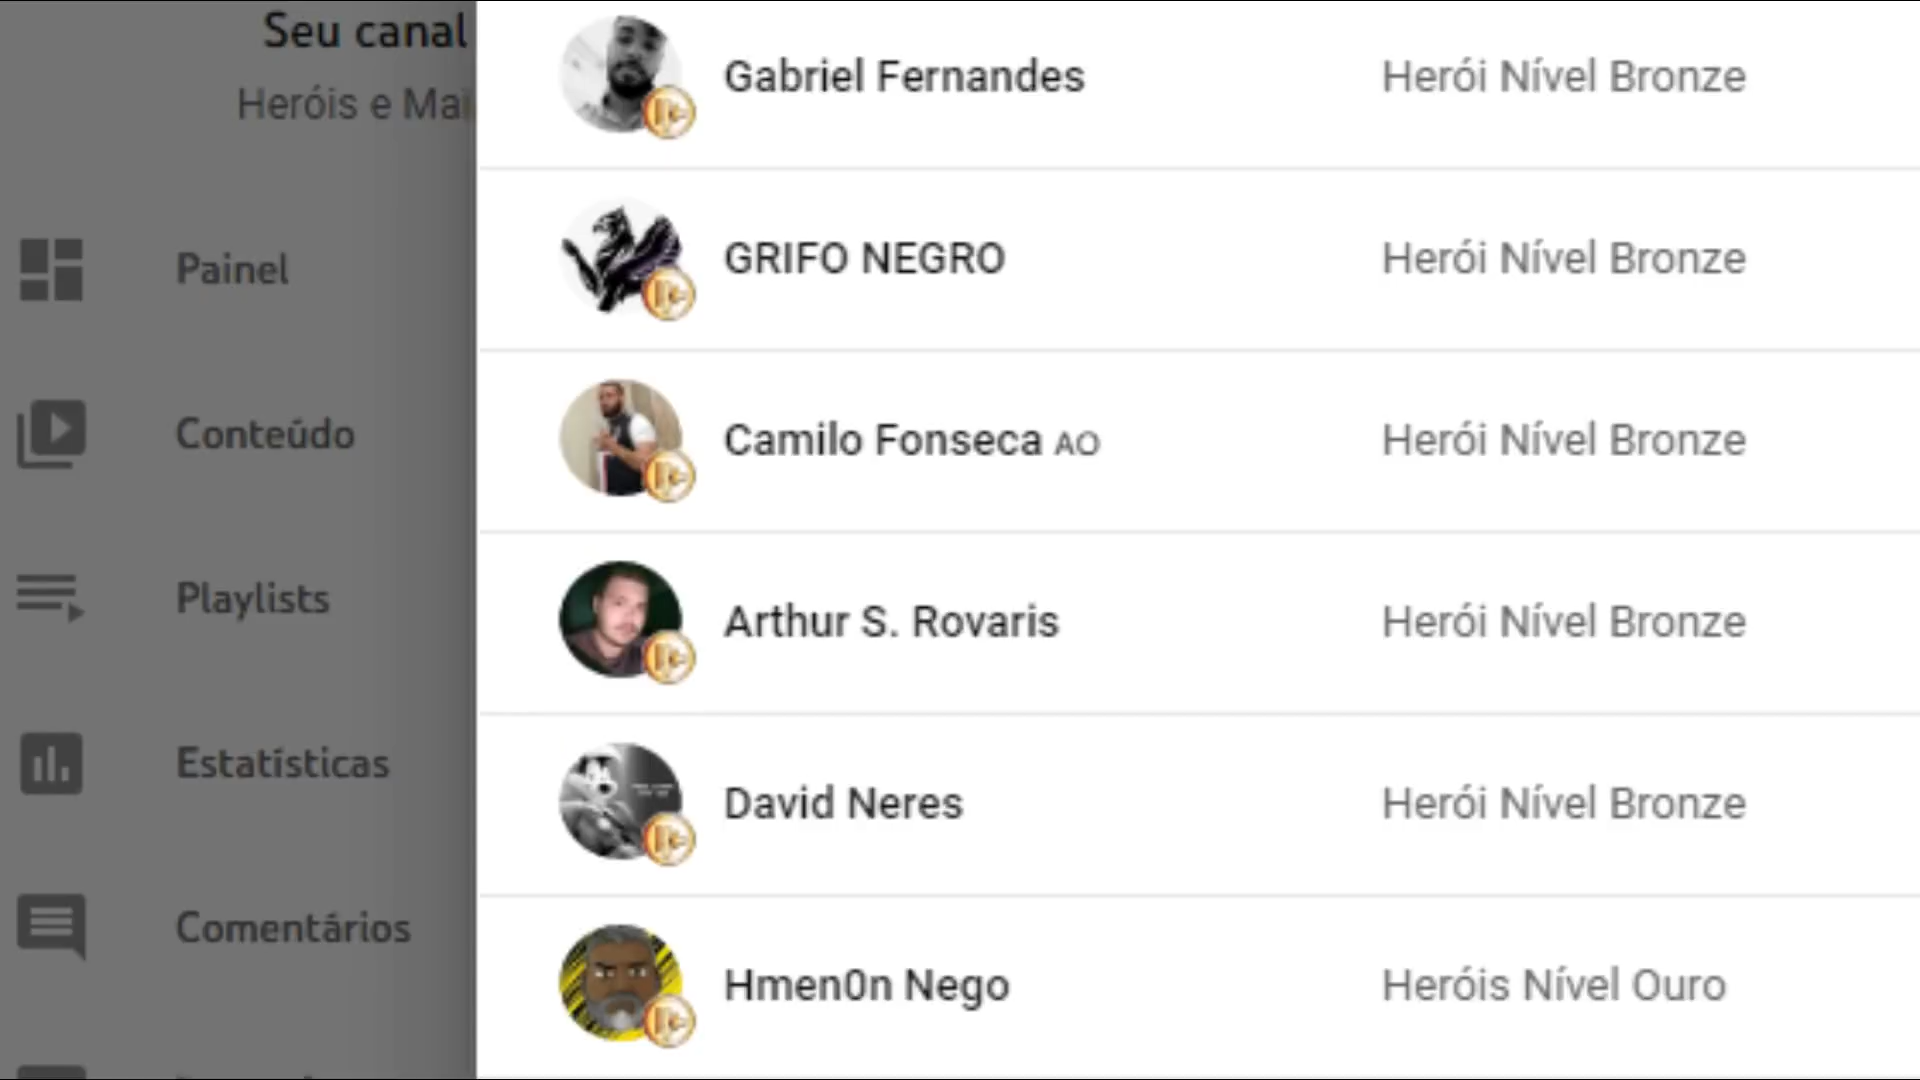 Seu canal
Heróis e Mai
Painel
Conteúdo
Playlists
Estatísticas
Comentários
Gabriel Fernandes Herói Nível Bronze
GRIFO NEGRO Herói Nível Bronze
Camilo Fonseca AO Herói Nível Bronze
Arthur S. Rovaris Herói Nível Bronze
David Neres Herói Nível Bronze
Hmen0n Nego Heróis Nível Ouro